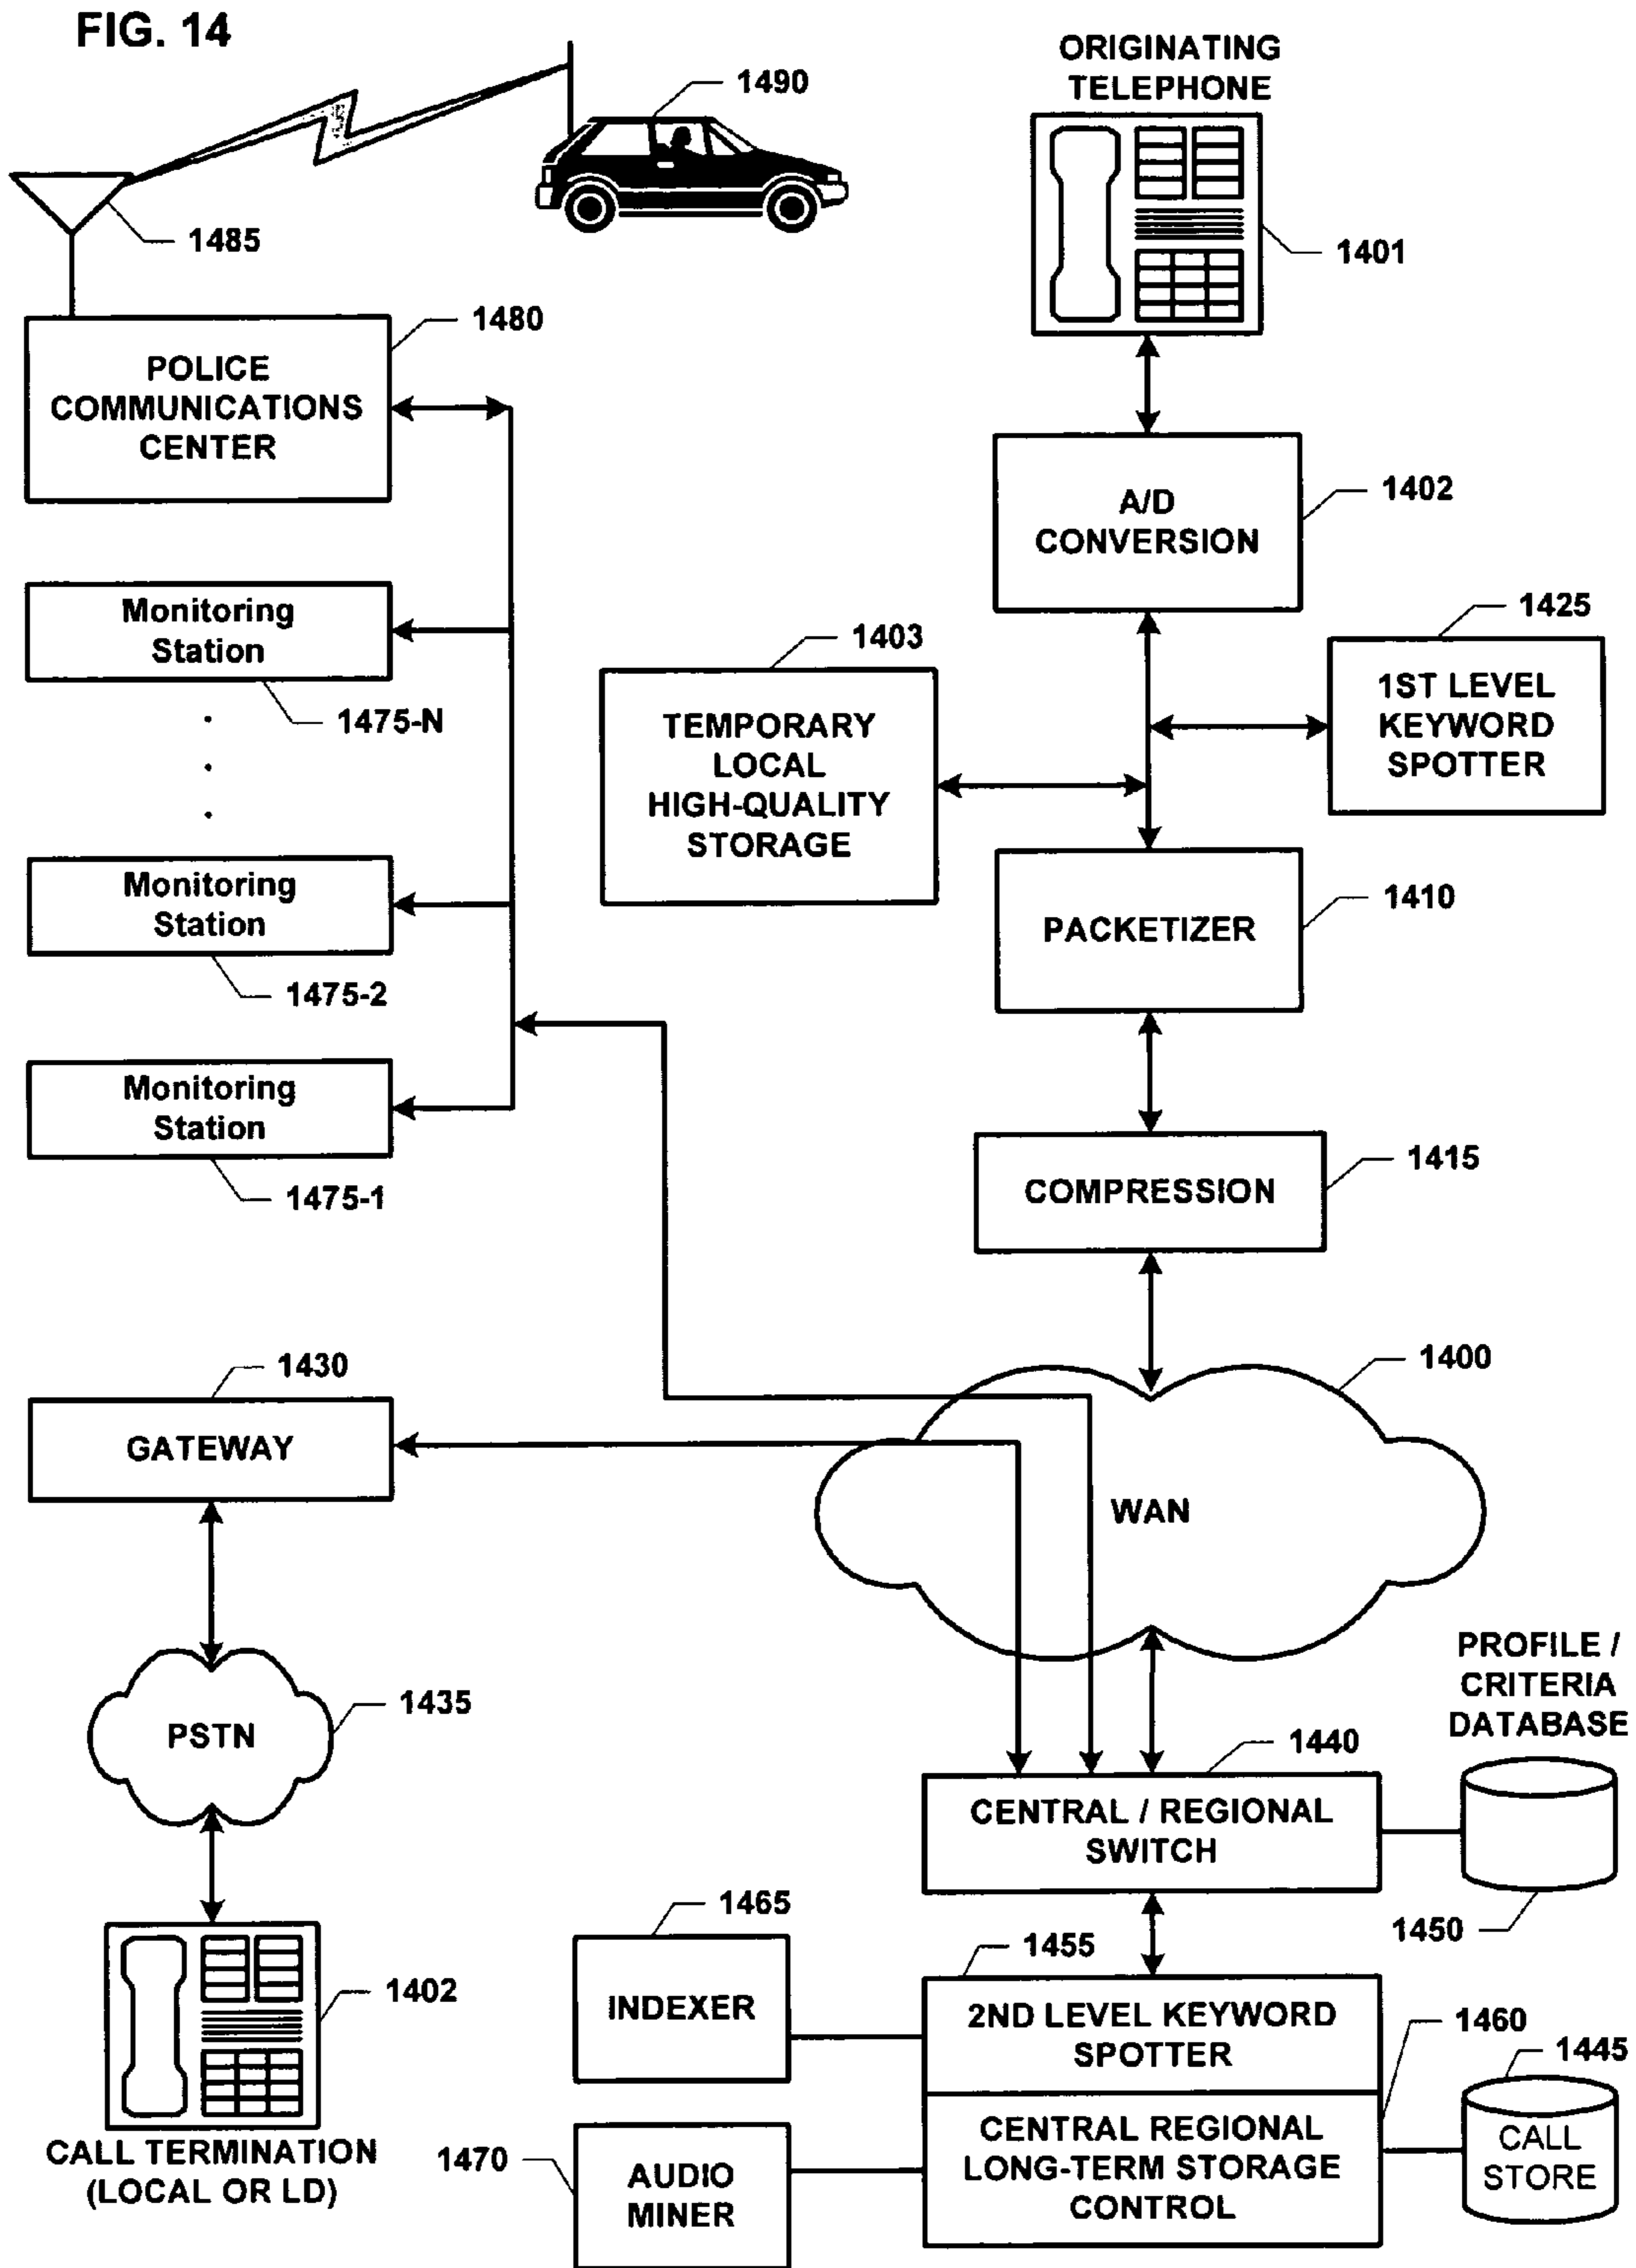 FIG. 14
1490
1485
1480
POLICE
COMMUNICATIONS
CENTER
Monitoring
Station
1475-N
Monitoring
Station
1475-2
Monitoring
Station
1475-1
ORIGINATING
TELEPHONE
1401
A/D
CONVERSION
1402
1403
TEMPORARY
LOCAL
HIGH-QUALITY
STORAGE
1425
1ST LEVEL
KEYWORD
SPOTTER
PACKETIZER
1410
COMPRESSION
1415
1400
WAN
1430
GATEWAY
PSTN
1435
1402
CALL TERMINATION
(LOCAL OR LD)
PROFILE /
CRITERIA
DATABASE
1450
1440
CENTRAL / REGIONAL
SWITCH
1465
INDEXER
1455
2ND LEVEL KEYWORD
SPOTTER
1460
1445
CALL
STORE
CENTRAL REGIONAL
LONG-TERM STORAGE
CONTROL
1470
AUDIO
MINER